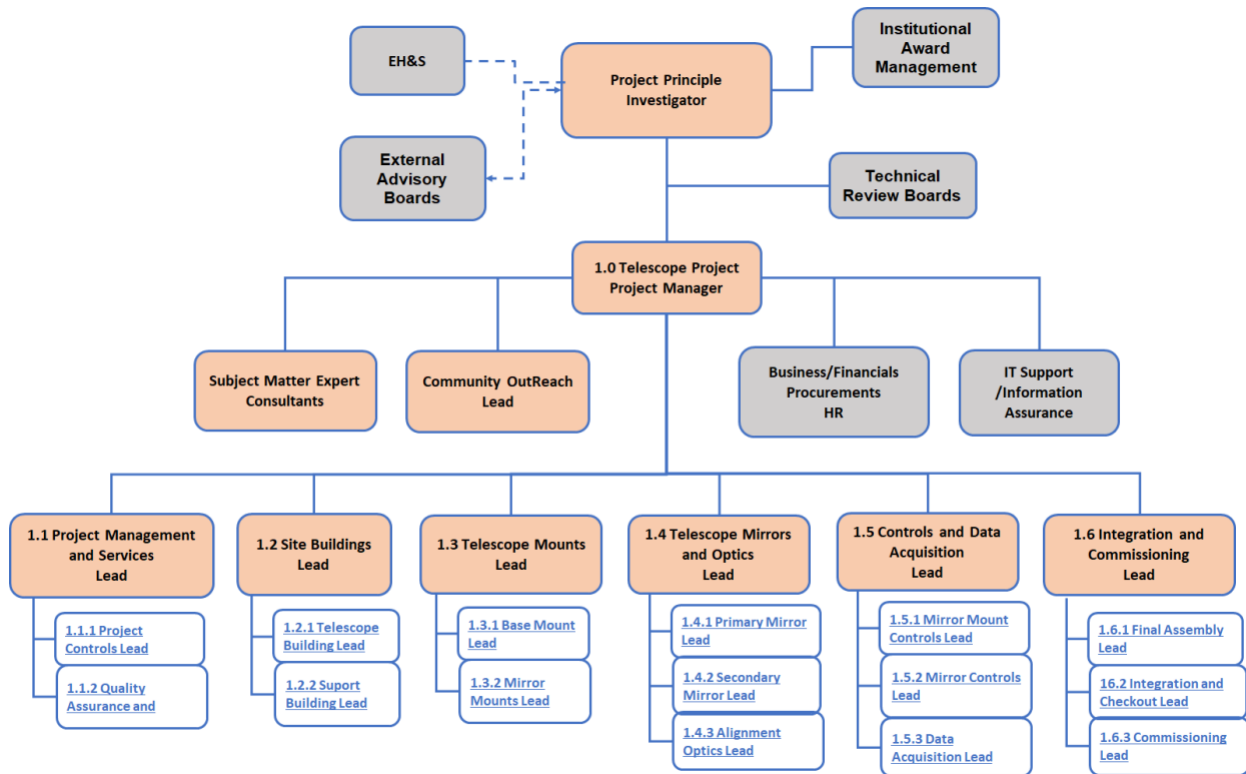 EH&S
Institutional
Award
Management
Project Principle
Investigator
External
Advisory
Boards
Technical
Review Boards
1.0 Telescope Project
Project Manager
Subject Matter Expert
Consultants
Community OutReach
Lead
Business/Financials
Procurements
HR
IT Support
/Information
Assurance
1.1 Project Management
and Services
Lead
1.2 Site Buildings
Lead
1.3 Telescope Mounts
Lead
1.4 Telescope Mirrors
and Optics
Lead
1.5 Controls and Data
Acquisition
Lead
1.6 Integration and
Commissioning
Lead
1.1.1 Project
Controls Lead
1.1.2 Quality
Assurance and
1.2.1 Telescope
Building Lead
1.2.2 Suport
Building Lead
1.3.1 Base Mount
Lead
1.3.2 Mirror
Mounts Lead
1.4.1 Primary Mirror
Lead
1.4.2 Secondary
Mirror Lead
1.4.3 Alignment
Optics Lead
1.5.1 Mirror Mount
Controls Lead
1.5.2 Mirror Controls
Lead
1.5.3 Data
Acquisition Lead
1.6.1 Final Assembly
Lead
16.2 Integration and
Checkout Lead
1.6.3 Commissioning
Lead